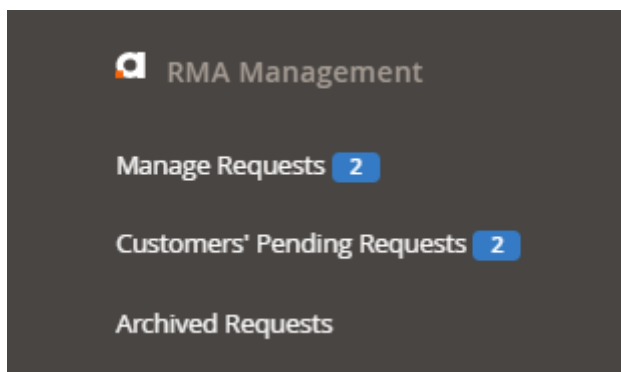 RMA Management
Manage Requests 2
Customers' Pending Requests 2
Archived Requests